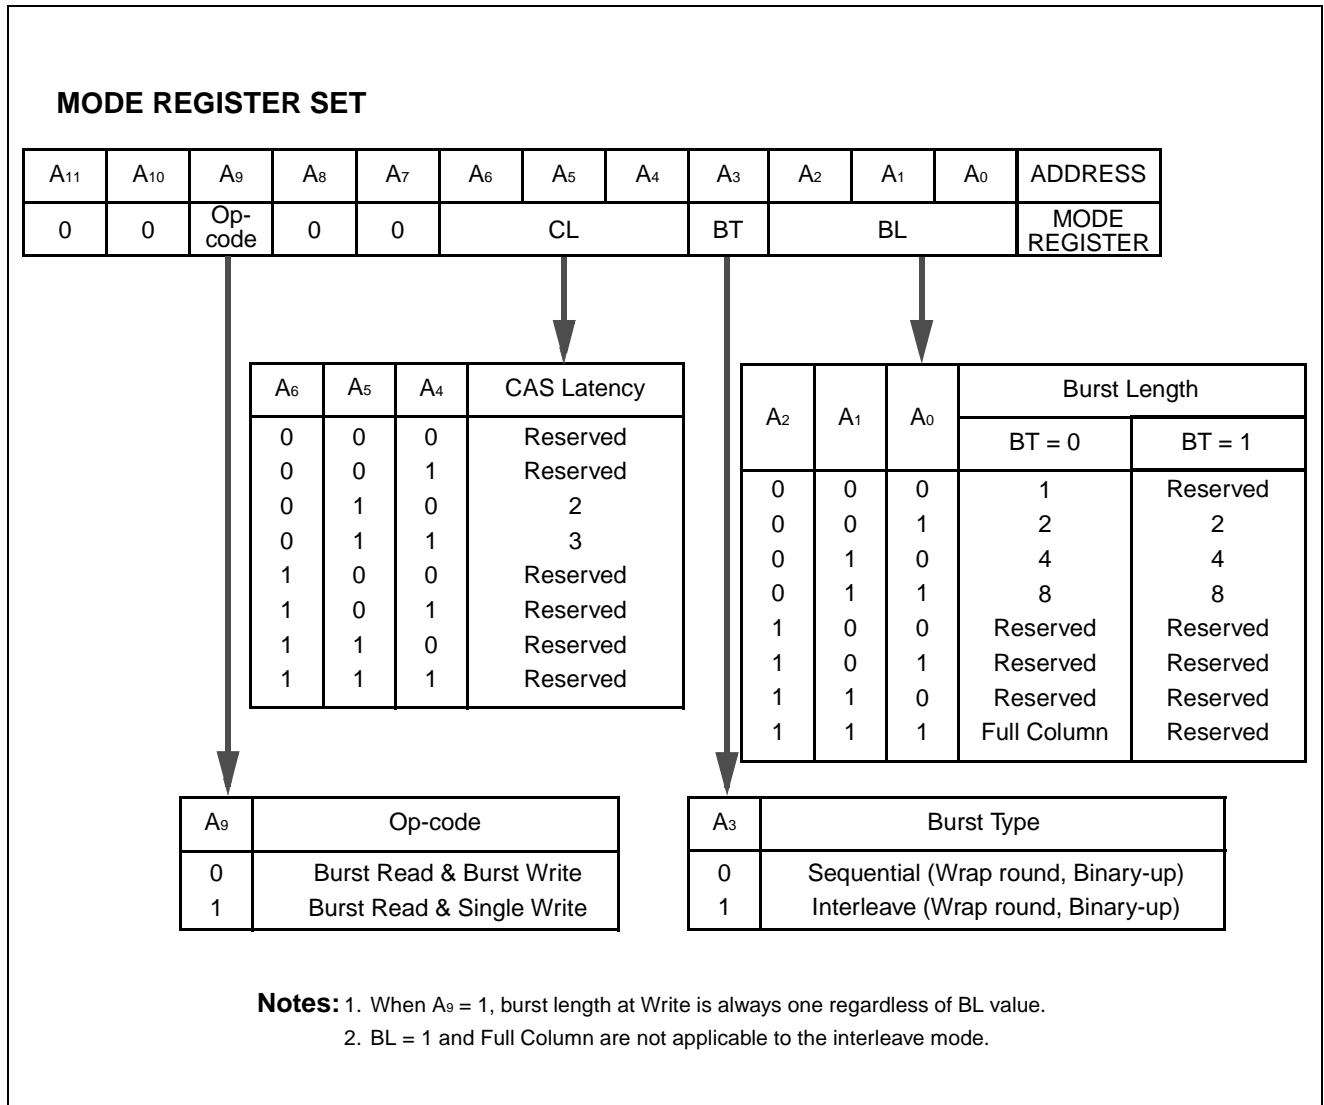 MODE REGISTER SET
A11 A10 A9 A8 A7 A6 A5 A4 A3 A2 A1 A0 ADDRESS
0 0 Op-code 0 0 CL BT BL MODE REGISTER
A6 A5 A4 CAS Latency
0 0 0 Reserved
0 0 1 Reserved
0 1 0 2
0 1 1 3
1 0 0 Reserved
1 0 1 Reserved
1 1 0 Reserved
1 1 1 Reserved
A2 A1 A0 Burst Length
BT = 0 BT = 1
0 0 0 1 Reserved
0 0 1 2 2
0 1 0 4 4
0 1 1 8 8
1 0 0 Reserved Reserved
1 0 1 Reserved Reserved
1 1 0 Reserved Reserved
1 1 1 Full Column Reserved
A9 Op-code
0 Burst Read & Burst Write
1 Burst Read & Single Write
A3 Burst Type
0 Sequential (Wrap round, Binary-up)
1 Interleave (Wrap round, Binary-up)
Notes: 1. When A9 = 1, burst length at Write is always one regardless of BL value.
2. BL = 1 and Full Column are not applicable to the interleave mode.